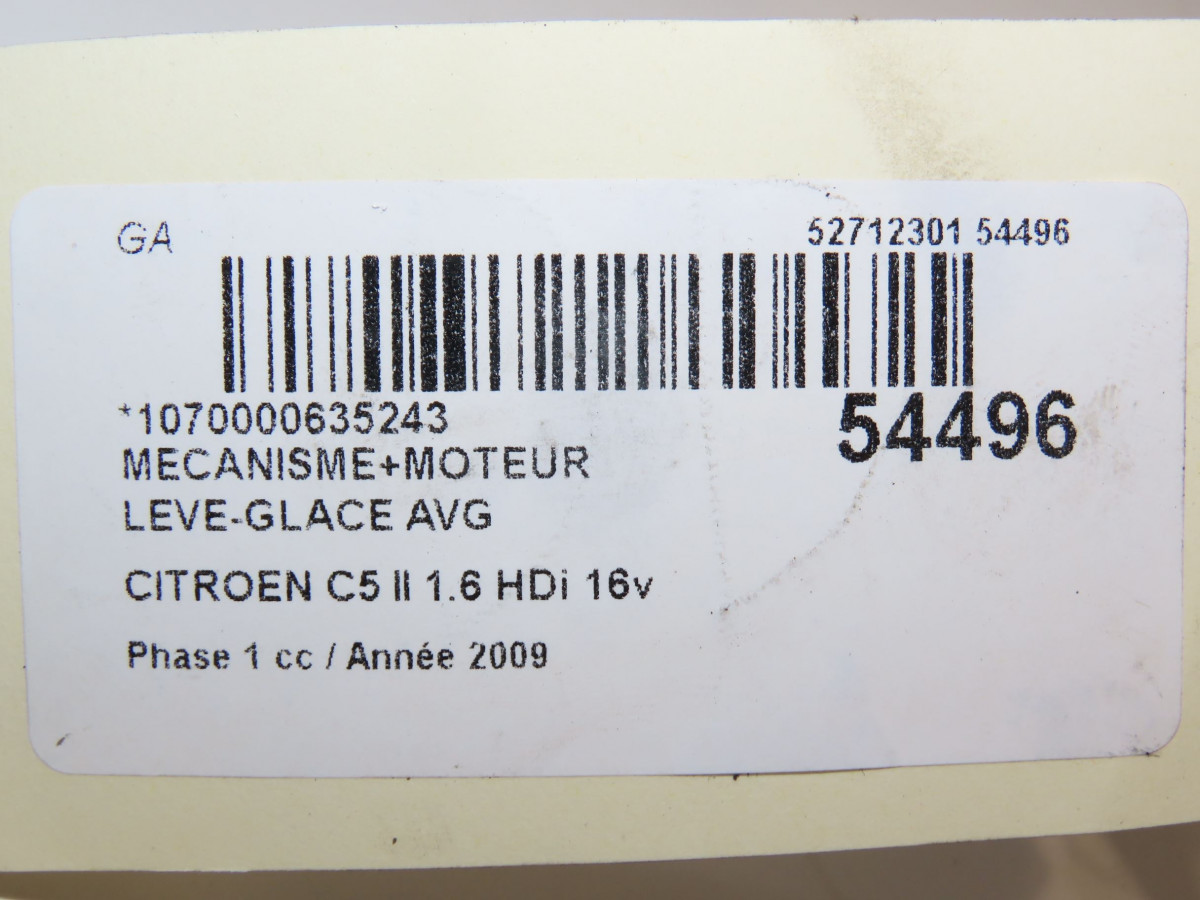 GA
52712301 54496
*1070000635243
54496
MECANISME+MOTEUR
LEVE-GLACE AVG
CITROEN C5 II 1.6 HDi 16v
Phase 1 cc / Année 2009